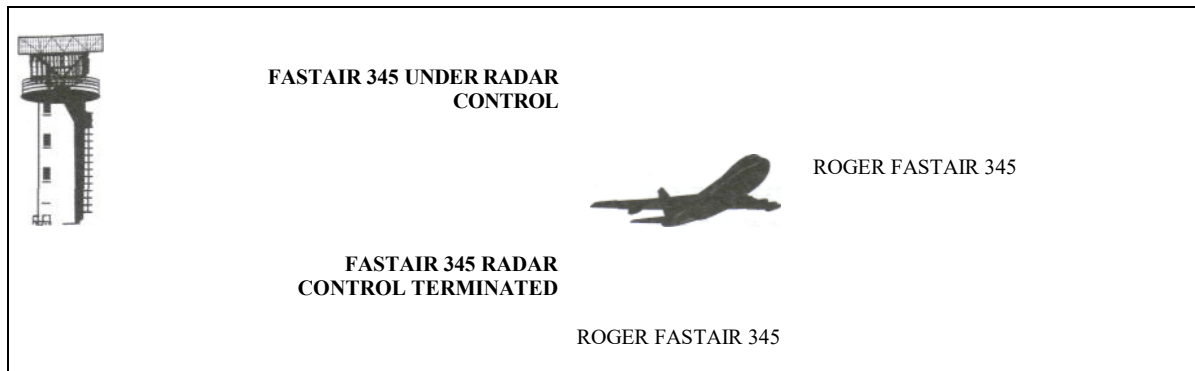 FASTAIR 345 UNDER RADAR
CONTROL
ROGER FASTAIR 345
FASTAIR 345 RADAR
CONTROL TERMINATED
ROGER FASTAIR 345